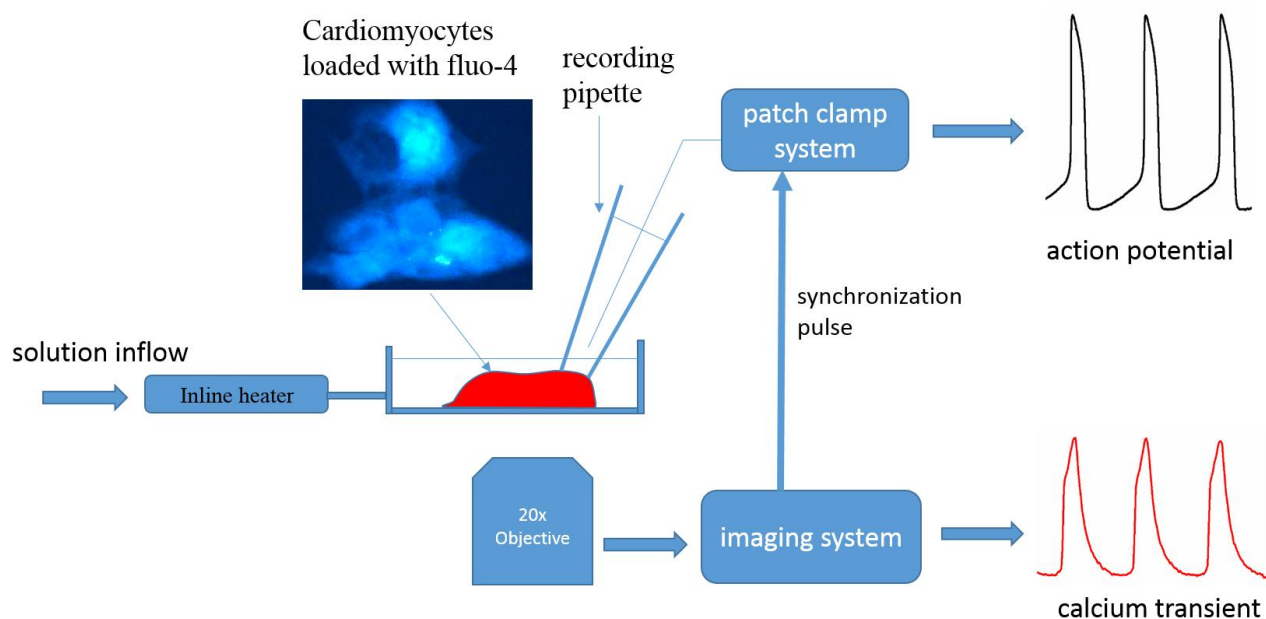 Cardiomyocytes
loaded with fluo-4
recording
pipette
patch clamp
system
action potential
synchronization
pulse
solution inflow
Inline heater
20x
Objective
imaging system
calcium transient